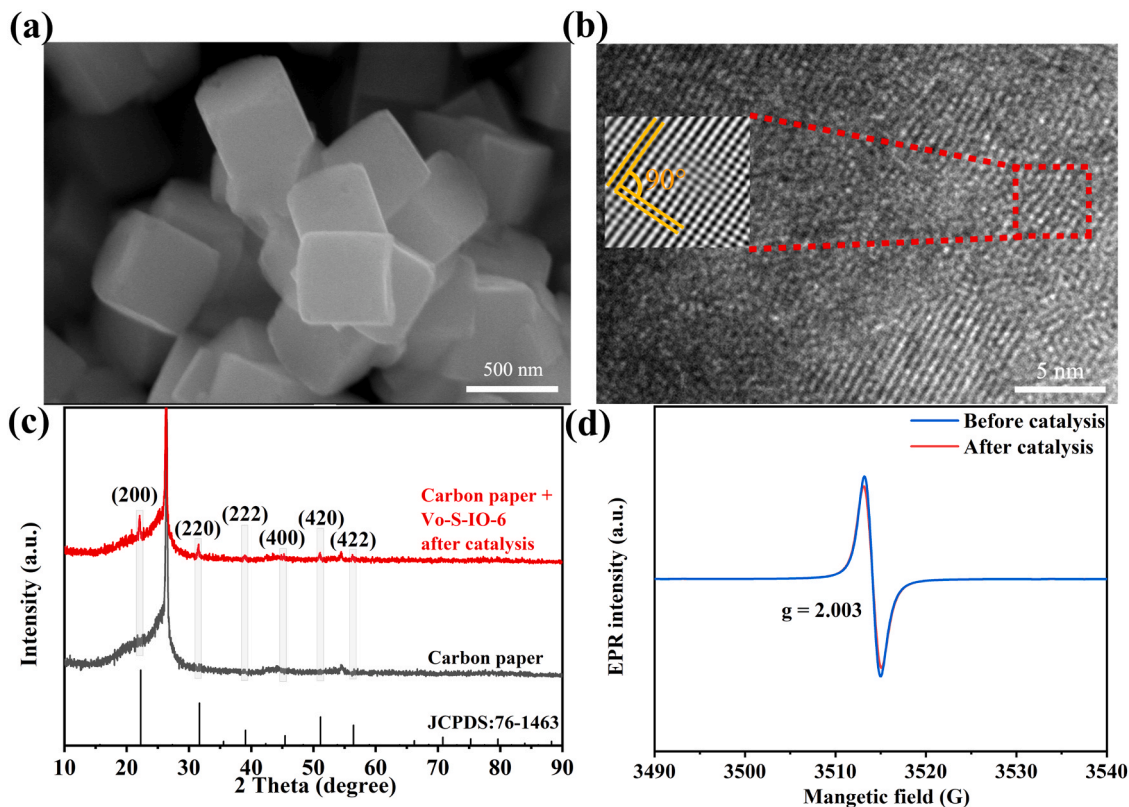 (a)
500 nm
(b)
90°
5 nm
(c)
Intensity (a.u.)
(200)
(220)
(222)
(400)
(420)
(422)
Carbon paper +
Vo-S-IO-6
after catalysis
Carbon paper
JCPDS:76-1463
10 20 30 40 50 60 70 80 90
2 Theta (degree)
(d)
EPR intensity (a.u.)
Before catalysis
After catalysis
g = 2.003
3490 3500 3510 3520 3530 3540
Mangetic field (G)